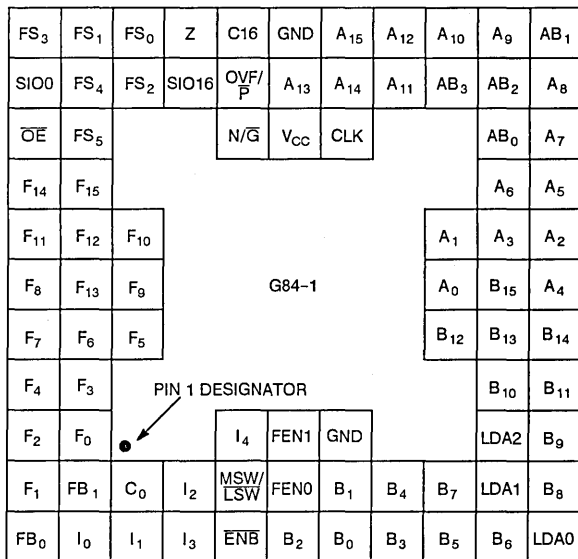 FS₃ FS₁ FS₀ Z C16 GND A₁₅ A₁₂ A₁₀ A₉ AB₁
SIO0 FS₄ FS₂ SIO16 OVF/P̅ A₁₃ A₁₄ A₁₁ AB₃ AB₂ A₈
O̅E̅ FS₅ N/G̅ V_CC CLK AB₀ A₇
F₁₄ F₁₅ A₆ A₅
F₁₁ F₁₂ F₁₀ A₁ A₃ A₂
F₈ F₁₃ F₉ G84-1 A₀ B₁₅ A₄
F₇ F₆ F₅ B₁₂ B₁₃ B₁₄
F₄ F₃ PIN 1 DESIGNATOR B₁₀ B₁₁
F₂ F₀ I₄ FEN1 GND LDA2 B₉
F₁ FB₁ C₀ I₂ MSW/L̅S̅W̅ FEN0 B₁ B₄ B₇ LDA1 B₈
FB₀ I₀ I₁ I₃ E̅N̅B̅ B₂ B₀ B₃ B₅ B₆ LDA0